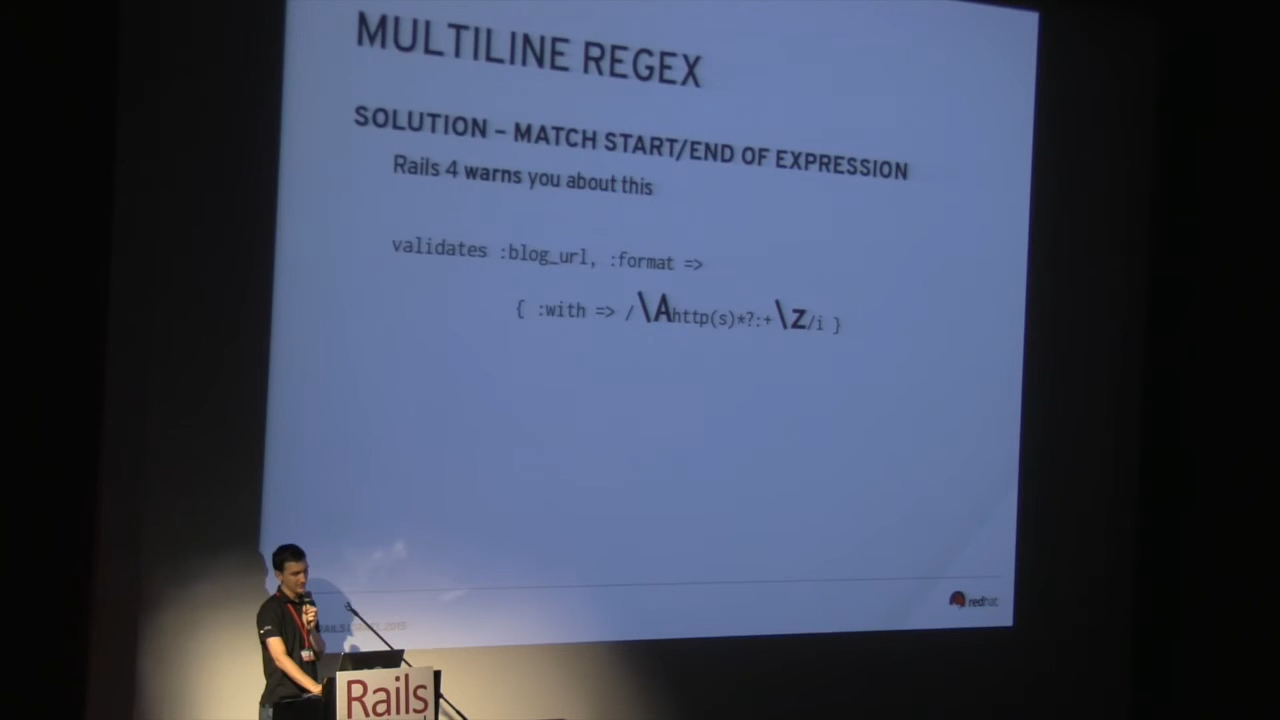 MULTILINE REGEX
SOLUTION – MATCH START/END OF EXPRESSION
Rails 4 warns you about this
validates :blog_url, :format =>
{ :with => /\Ahttp(s)*?:+\z/i }
redhat
Rails